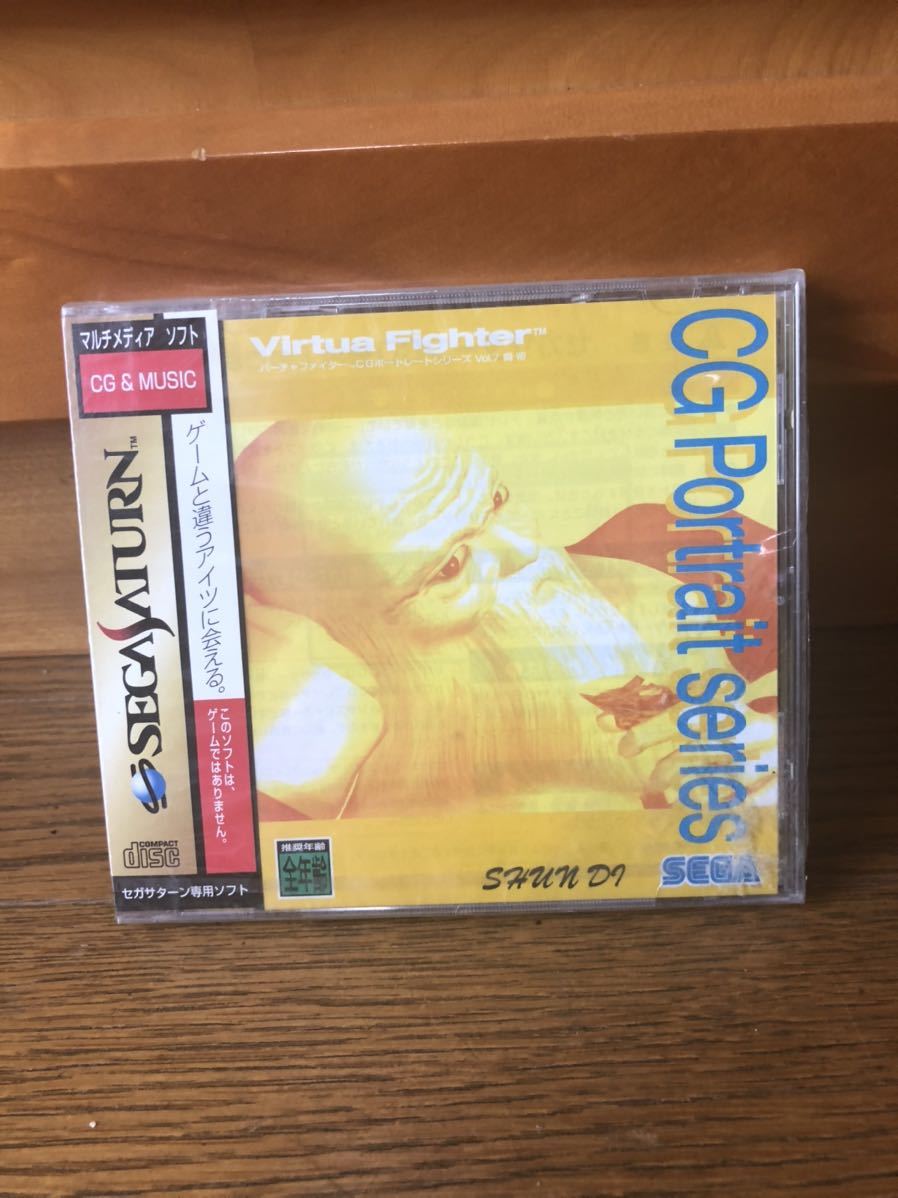 マルチメディア ソフト
CG & MUSIC
SEGA SATURN™
COMPACT
disc
セガサターン専用ソフト
ゲームと違うアイツに会える。
このソフトは、
ゲームではありません。
Virtua Fighter™
バーチャファイター™CGポートレートシリーズ Vol.7
CG Portrait series
推奨年齢
全年齢
SHUN DI
SEGA